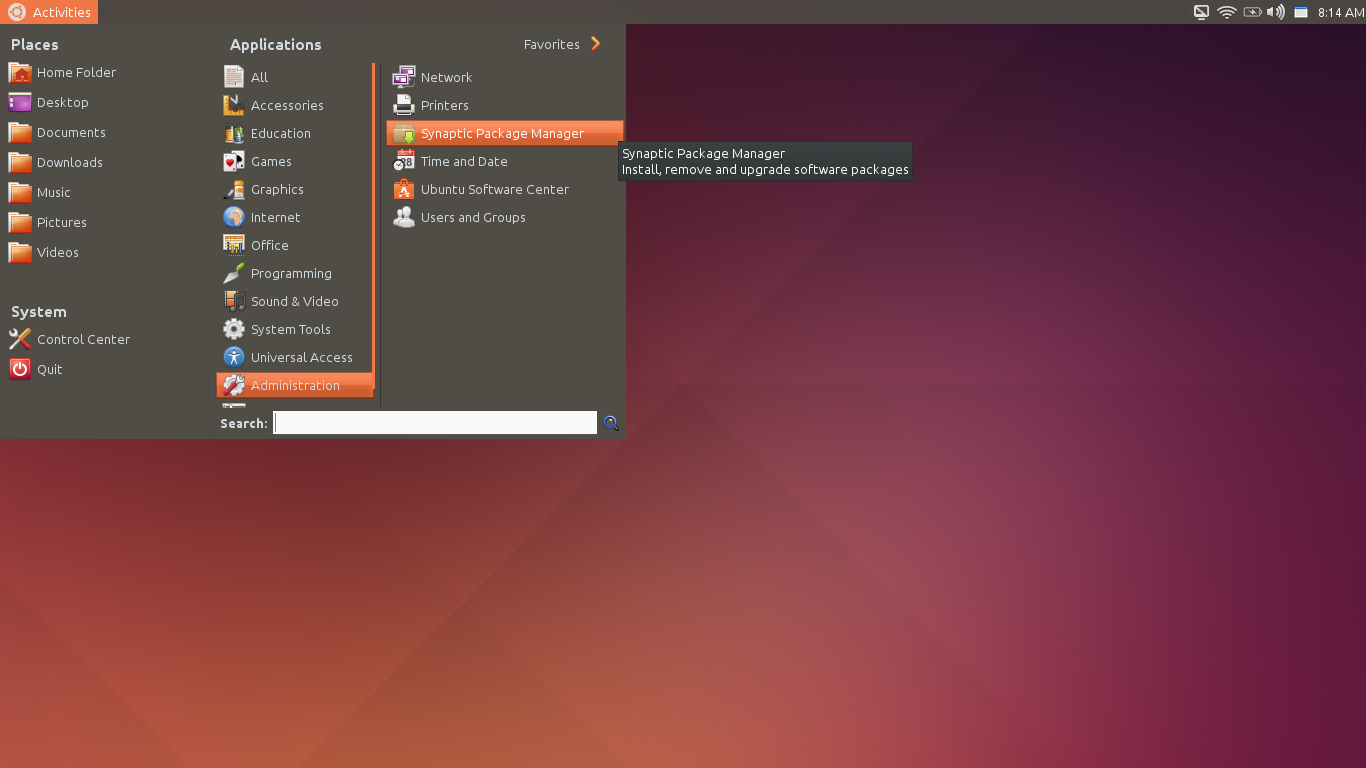 Activities
8:14 AM
Places
Home Folder
Desktop
Documents
Downloads
Music
Pictures
Videos
System
Control Center
Quit
Applications
Favorites
All
Accessories
Education
Games
Graphics
Internet
Office
Programming
Sound & Video
System Tools
Universal Access
Administration
Network
Printers
Synaptic Package Manager
Time and Date
Ubuntu Software Center
Users and Groups
Synaptic Package Manager
Install, remove and upgrade software packages
Search: